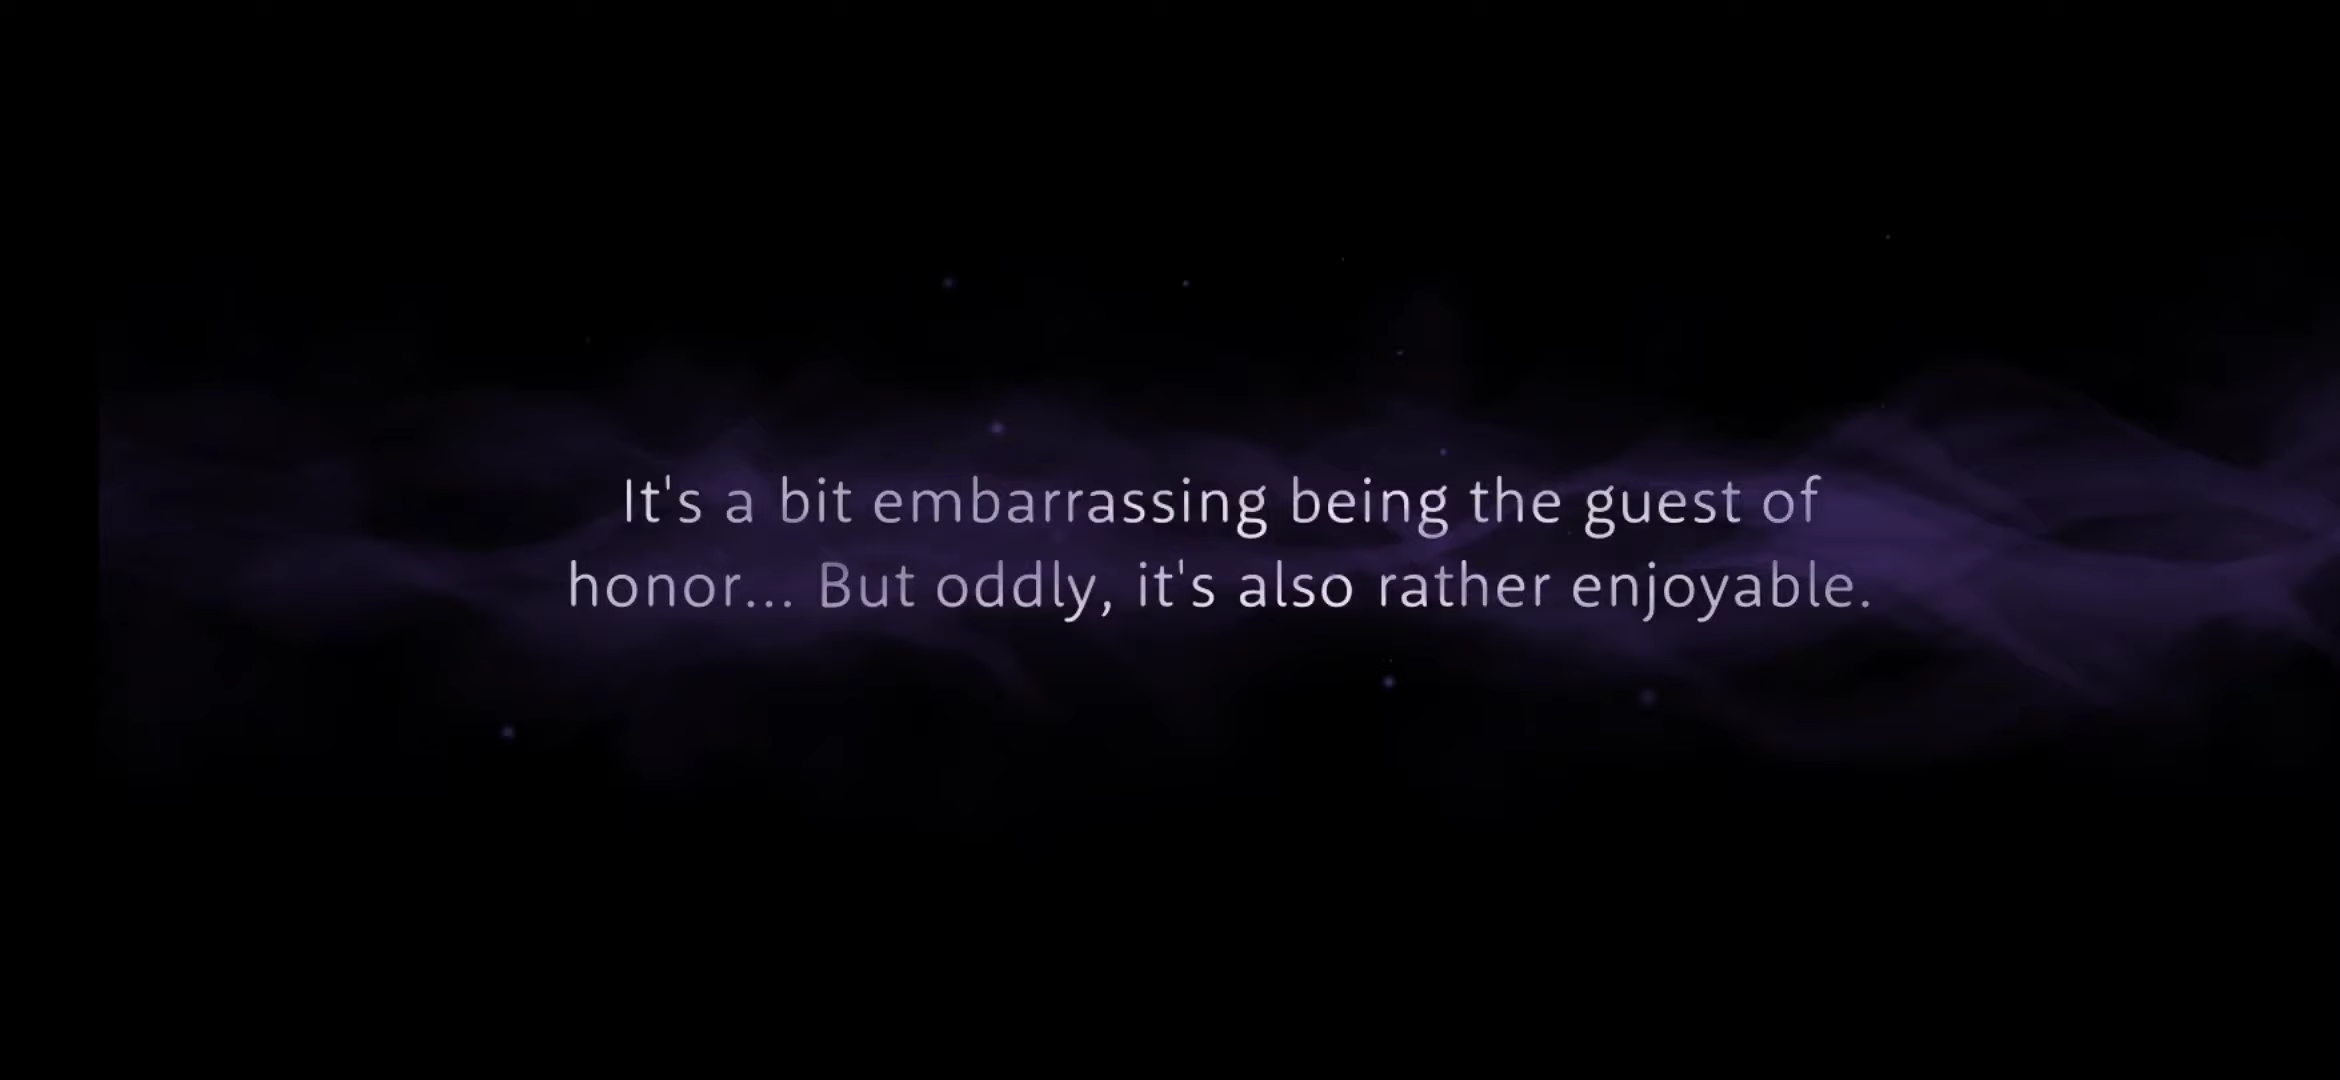 It's a bit embarrassing being the guest of
honor... But oddly, it's also rather enjoyable.